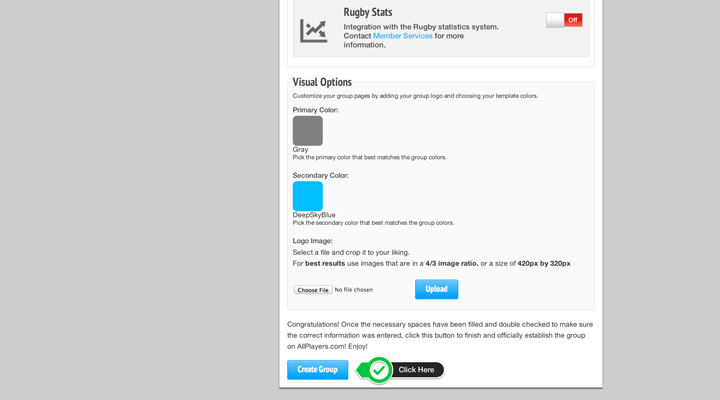 Rugby Stats
Integration with the Rugby statistics system.
Contact Member Services for more
information.
Off
Visual Options
Customize your group pages by adding your group logo and choosing your template colors.
Primary Color:
Gray
Pick the primary color that best matches the group colors.
Secondary Color:
DeepSkyBlue
Pick the secondary color that best matches the group colors.
Logo Image:
Select a file and crop it to your liking.
For best results use images that are in a 4/3 image ratio. or a size of 420px by 320px
Choose File No file chosen
Upload
Congratulations! Once the necessary spaces have been filled and double checked to make sure
the correct information was entered, click this button to finish and officially establish the group
on AllPlayers.com! Enjoy!
Create Group
Click Here